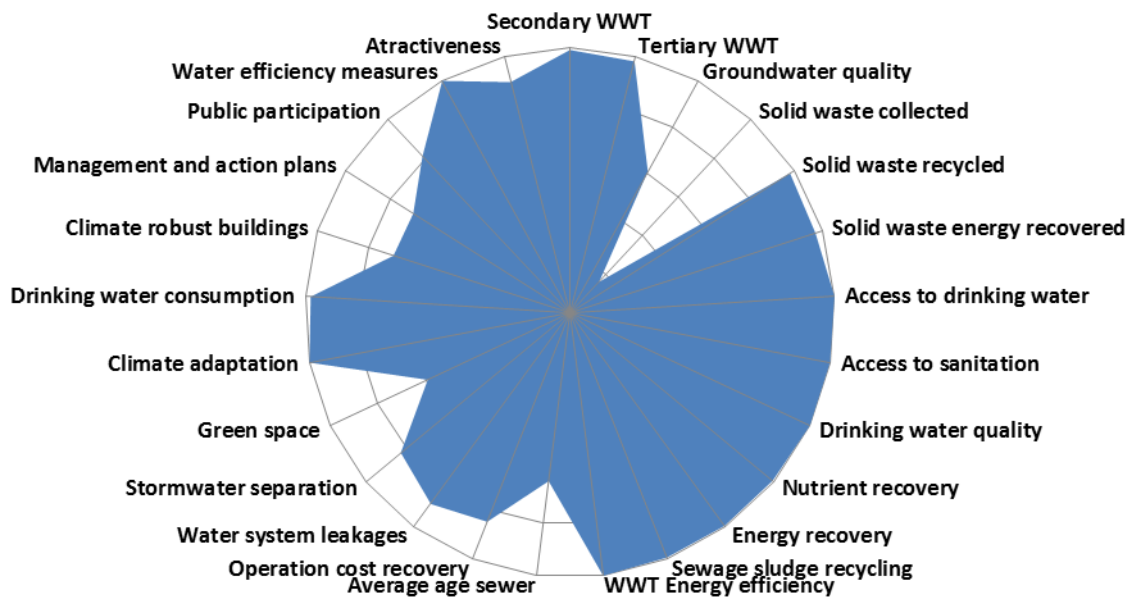 Secondary WWT
Tertiary WWT
Groundwater quality
Solid waste collected
Solid waste recycled
Solid waste energy recovered
Access to drinking water
Access to sanitation
Drinking water quality
Nutrient recovery
Energy recovery
Sewage sludge recycling
WWT Energy efficiency
Average age sewer
Operation cost recovery
Water system leakages
Stormwater separation
Green space
Climate adaptation
Drinking water consumption
Climate robust buildings
Management and action plans
Public participation
Water efficiency measures
Atractiveness